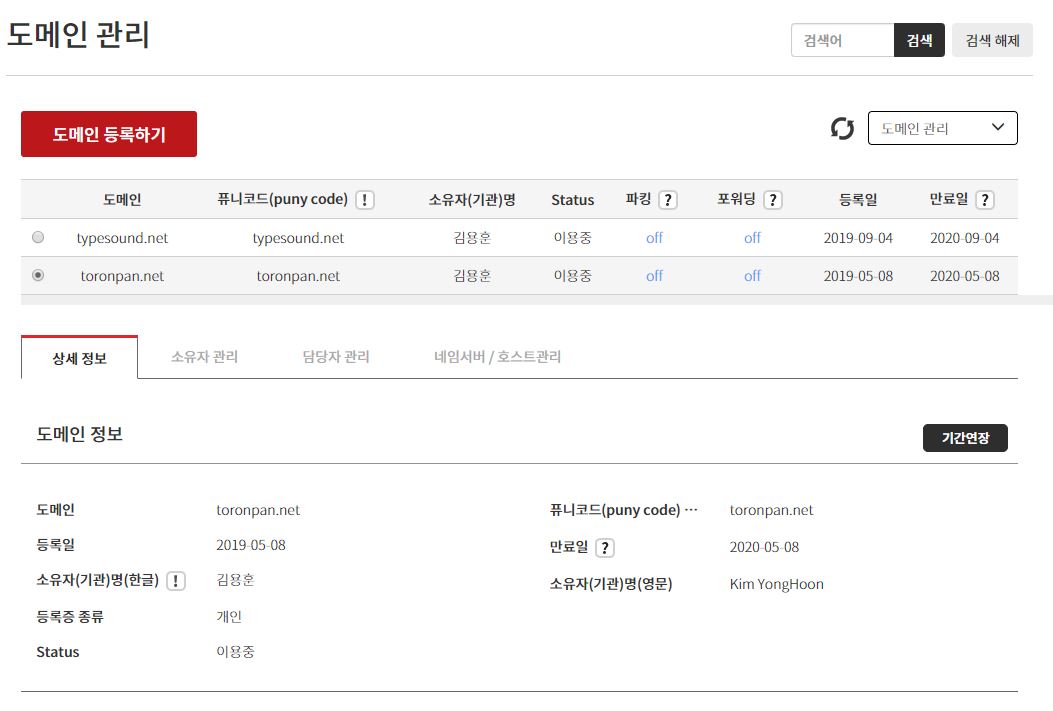 도메인 관리
검색어 검색 검색 해제
도메인 등록하기
도메인 관리
도메인 퓨니코드(puny code) ! 소유자(기관)명 Status 파킹 ? 포워딩 ? 등록일 만료일 ?
typesound.net typesound.net 김용훈 이용중 off off 2019-09-04 2020-09-04
toronpan.net toronpan.net 김용훈 이용중 off off 2019-05-08 2020-05-08
상세 정보 소유자 관리 담당자 관리 네임서버 / 호스트관리
도메인 정보 기간연장
도메인 toronpan.net 퓨니코드(puny code) ··· toronpan.net
등록일 2019-05-08 만료일 ? 2020-05-08
소유자(기관)명(한글) ! 김용훈 소유자(기관)명(영문) Kim YongHoon
등록증 종류 개인
Status 이용중